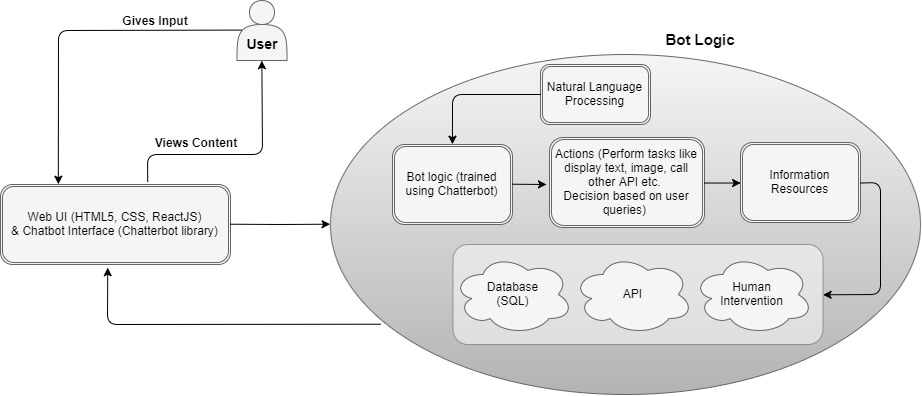 Gives Input
User
Bot Logic
Natural Language
Processing
Views Content
Bot logic (trained
using Chatterbot)
Actions (Perform tasks like
display text, image, call
other API etc.
Decision based on user
queries)
Information
Resources
Web UI (HTML5, CSS, ReactJS)
& Chatbot Interface (Chatterbot library)
Database
(SQL)
API
Human
Intervention